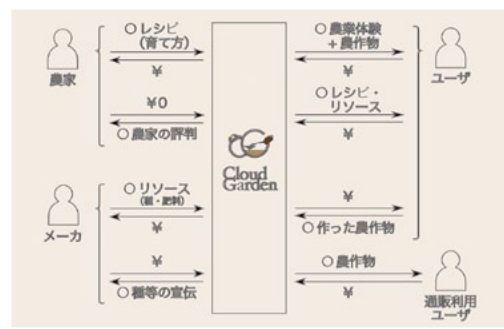 ○レシピ
(育て方)
¥
¥0
○農家の評判
農家
○リソース
(種・肥料)
¥
¥
○種等の宣伝
メーカ
Cloud
Garden
○農業体験
+農作物
¥
○レシピ・
リソース
¥
¥
○作った農作物
ユーザ
○農作物
¥
通販利用
ユーザ